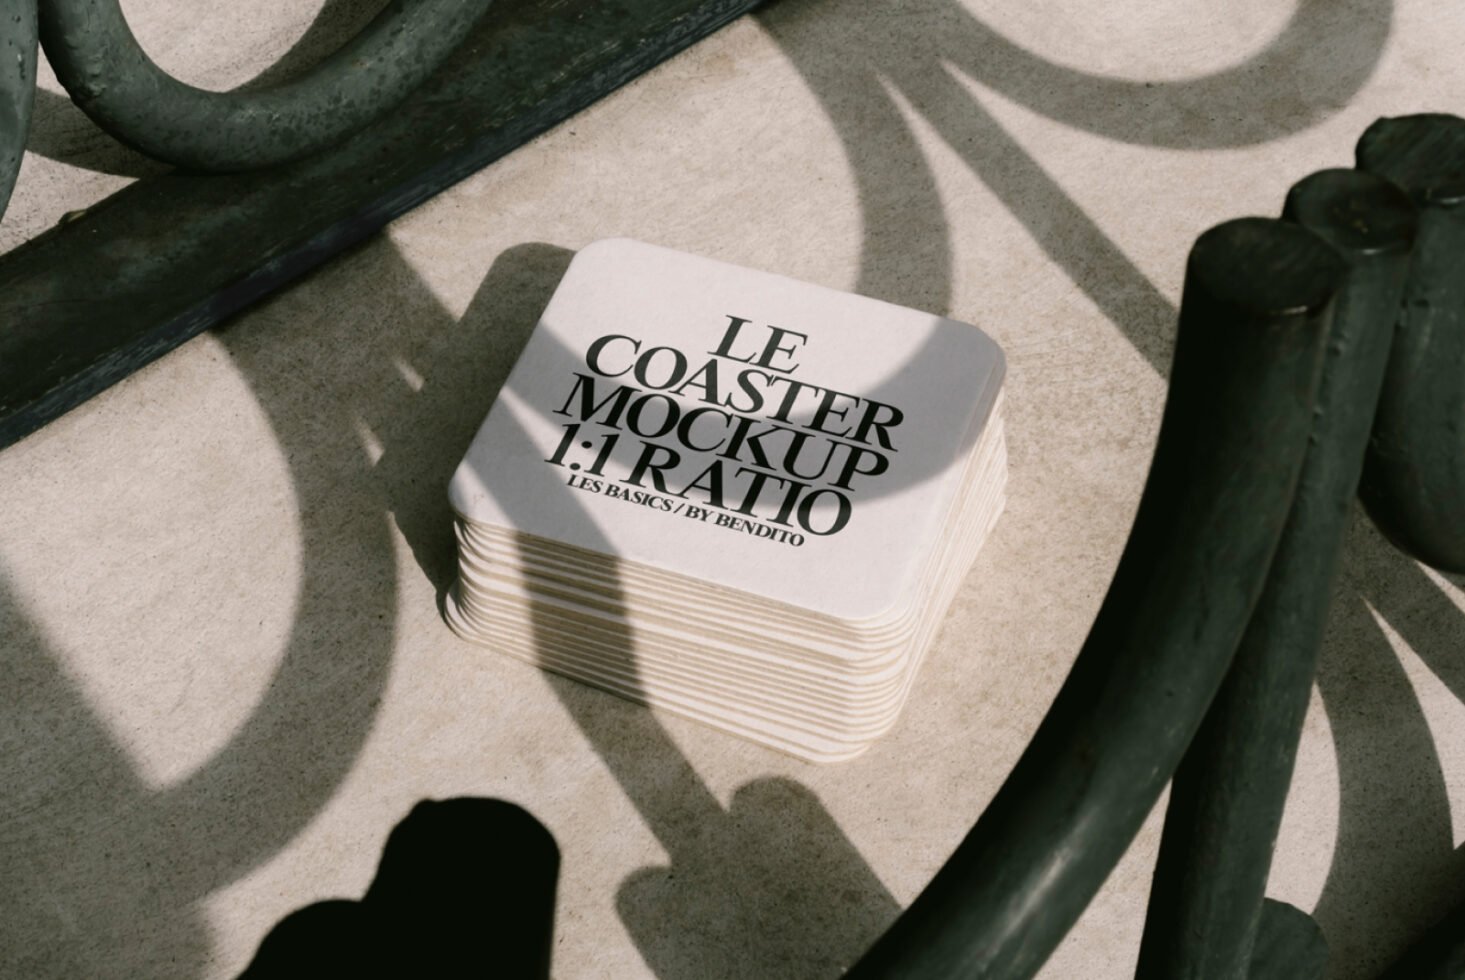 LE
COASTER
MOCKUP
1:1 RATIO
LES BASICS / BY BENDITO